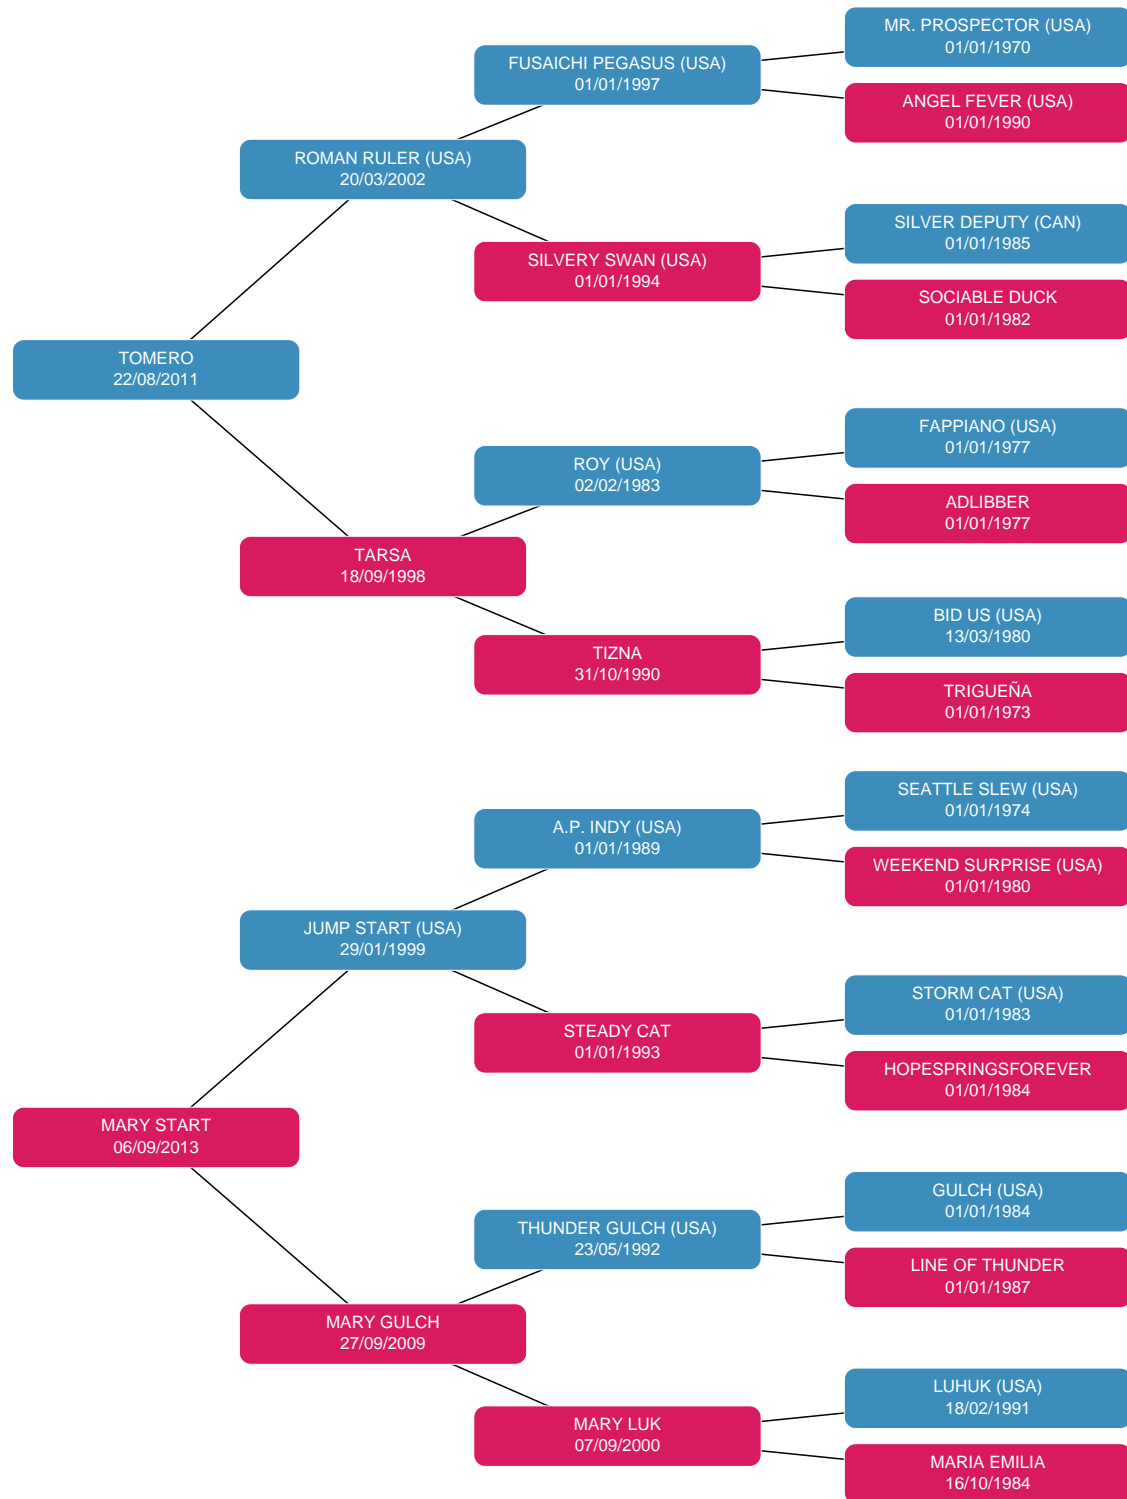 MR. PROSPECTOR (USA)
01/01/1970
FUSAICHI PEGASUS (USA)
01/01/1997
ANGEL FEVER (USA)
01/01/1990
ROMAN RULER (USA)
20/03/2002
SILVER DEPUTY (CAN)
01/01/1985
SILVERY SWAN (USA)
01/01/1994
SOCIABLE DUCK
01/01/1982
TOMERO
22/08/2011
FAPPIANO (USA)
01/01/1977
ROY (USA)
02/02/1983
ADLIBBER
01/01/1977
TARSA
18/09/1998
BID US (USA)
13/03/1980
TIZNA
31/10/1990
TRIGUEÑA
01/01/1973
SEATTLE SLEW (USA)
01/01/1974
A.P. INDY (USA)
01/01/1989
WEEKEND SURPRISE (USA)
01/01/1980
JUMP START (USA)
29/01/1999
STORM CAT (USA)
01/01/1983
STEADY CAT
01/01/1993
HOPESPRINGSFOREVER
01/01/1984
MARY START
06/09/2013
GULCH (USA)
01/01/1984
THUNDER GULCH (USA)
23/05/1992
LINE OF THUNDER
01/01/1987
MARY GULCH
27/09/2009
LUHUK (USA)
18/02/1991
MARY LUK
07/09/2000
MARIA EMILIA
16/10/1984